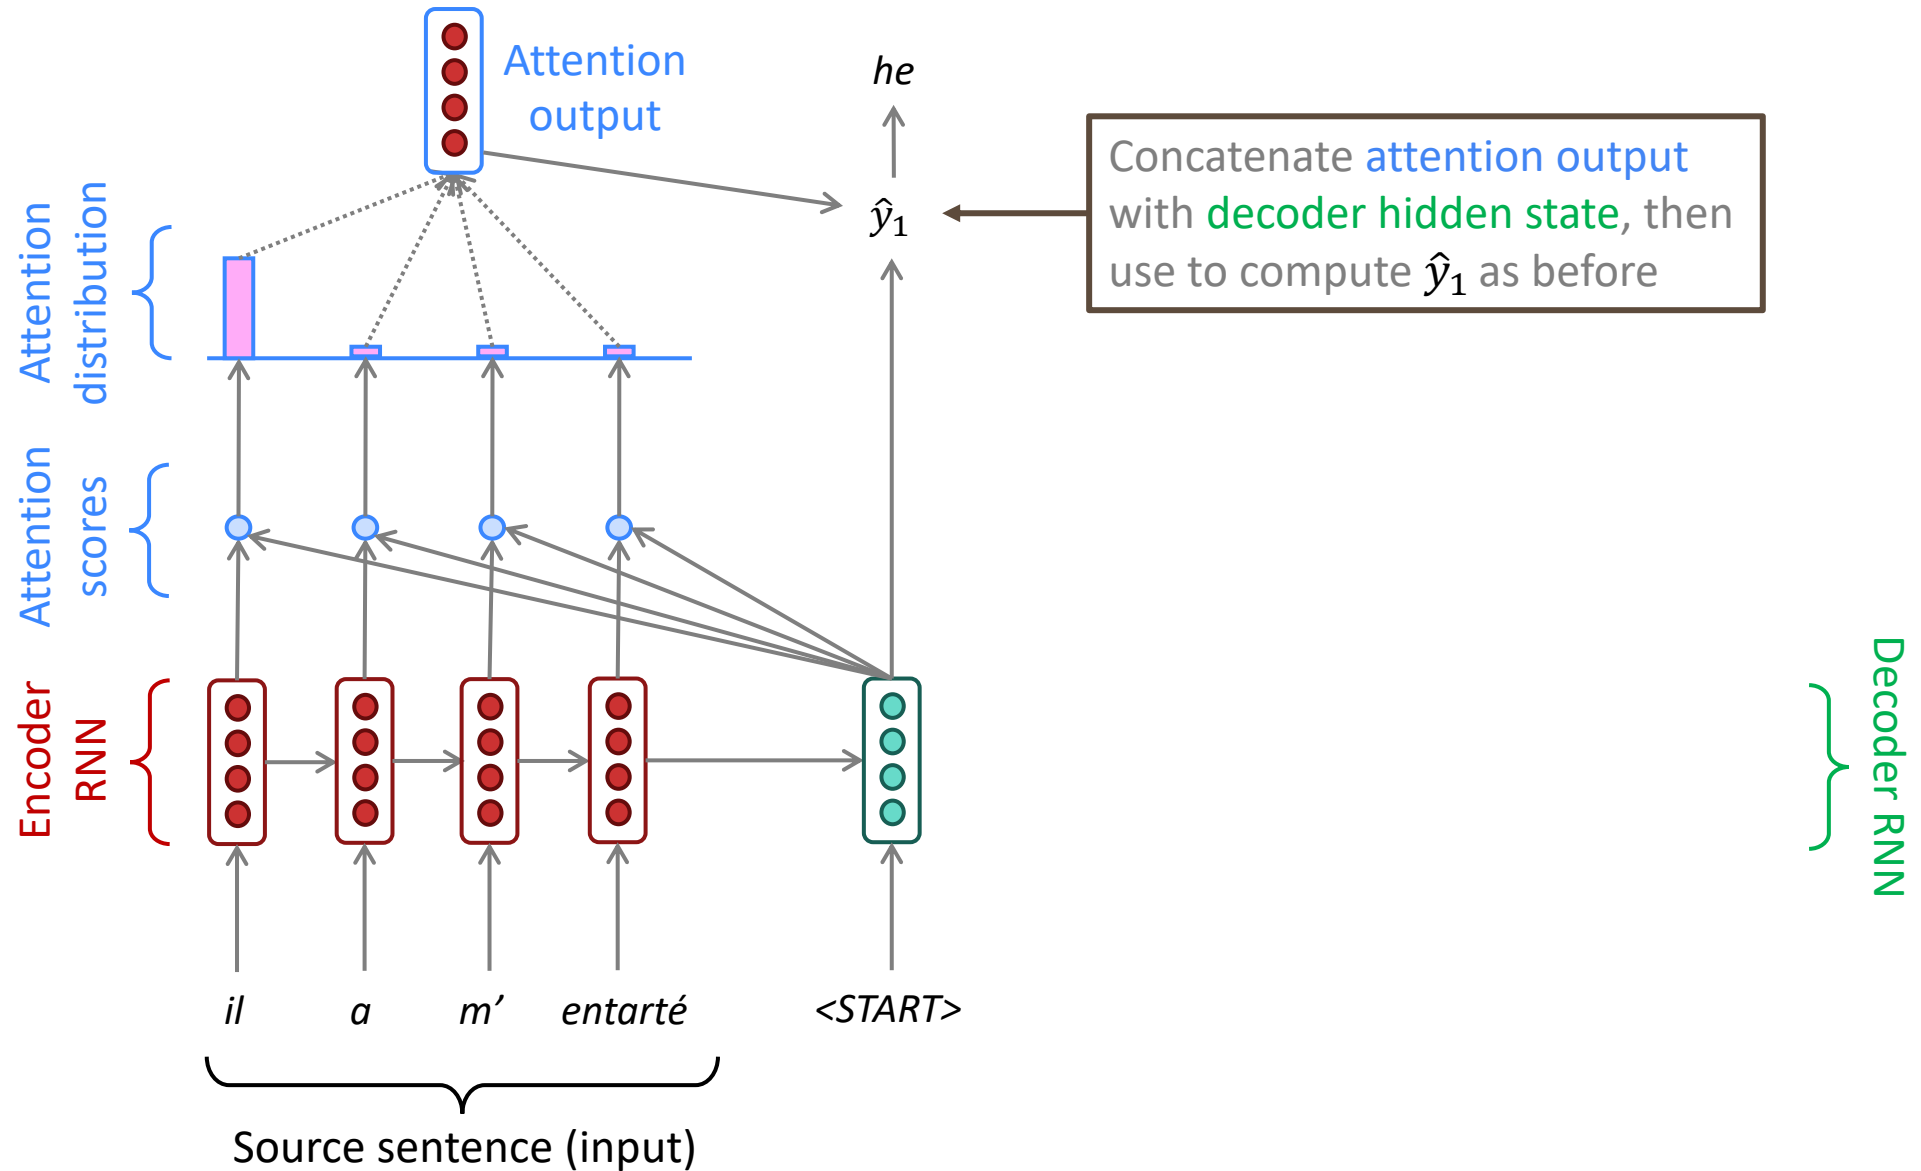 Attention
output
he
Concatenate attention output
with decoder hidden state, then
use to compute ŷ₁ as before
ŷ₁
Attention
distribution
Attention
scores
Encoder
RNN
Decoder RNN
il a m’ entarté <START>
Source sentence (input)